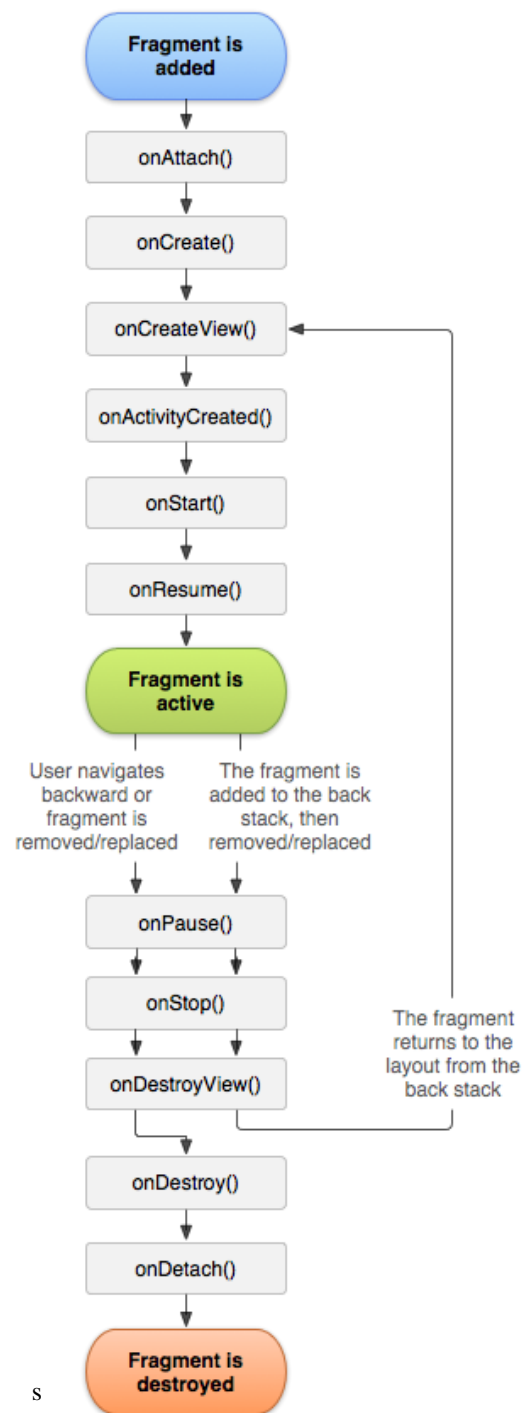 Fragment is
added
onAttach()
onCreate()
onCreateView()
onActivityCreated()
onStart()
onResume()
Fragment is
active
User navigates
backward or
fragment is
removed/replaced
The fragment is
added to the back
stack, then
removed/replaced
onPause()
onStop()
onDestroyView()
The fragment
returns to the
layout from the
back stack
onDestroy()
onDetach()
Fragment is
destroyed
s